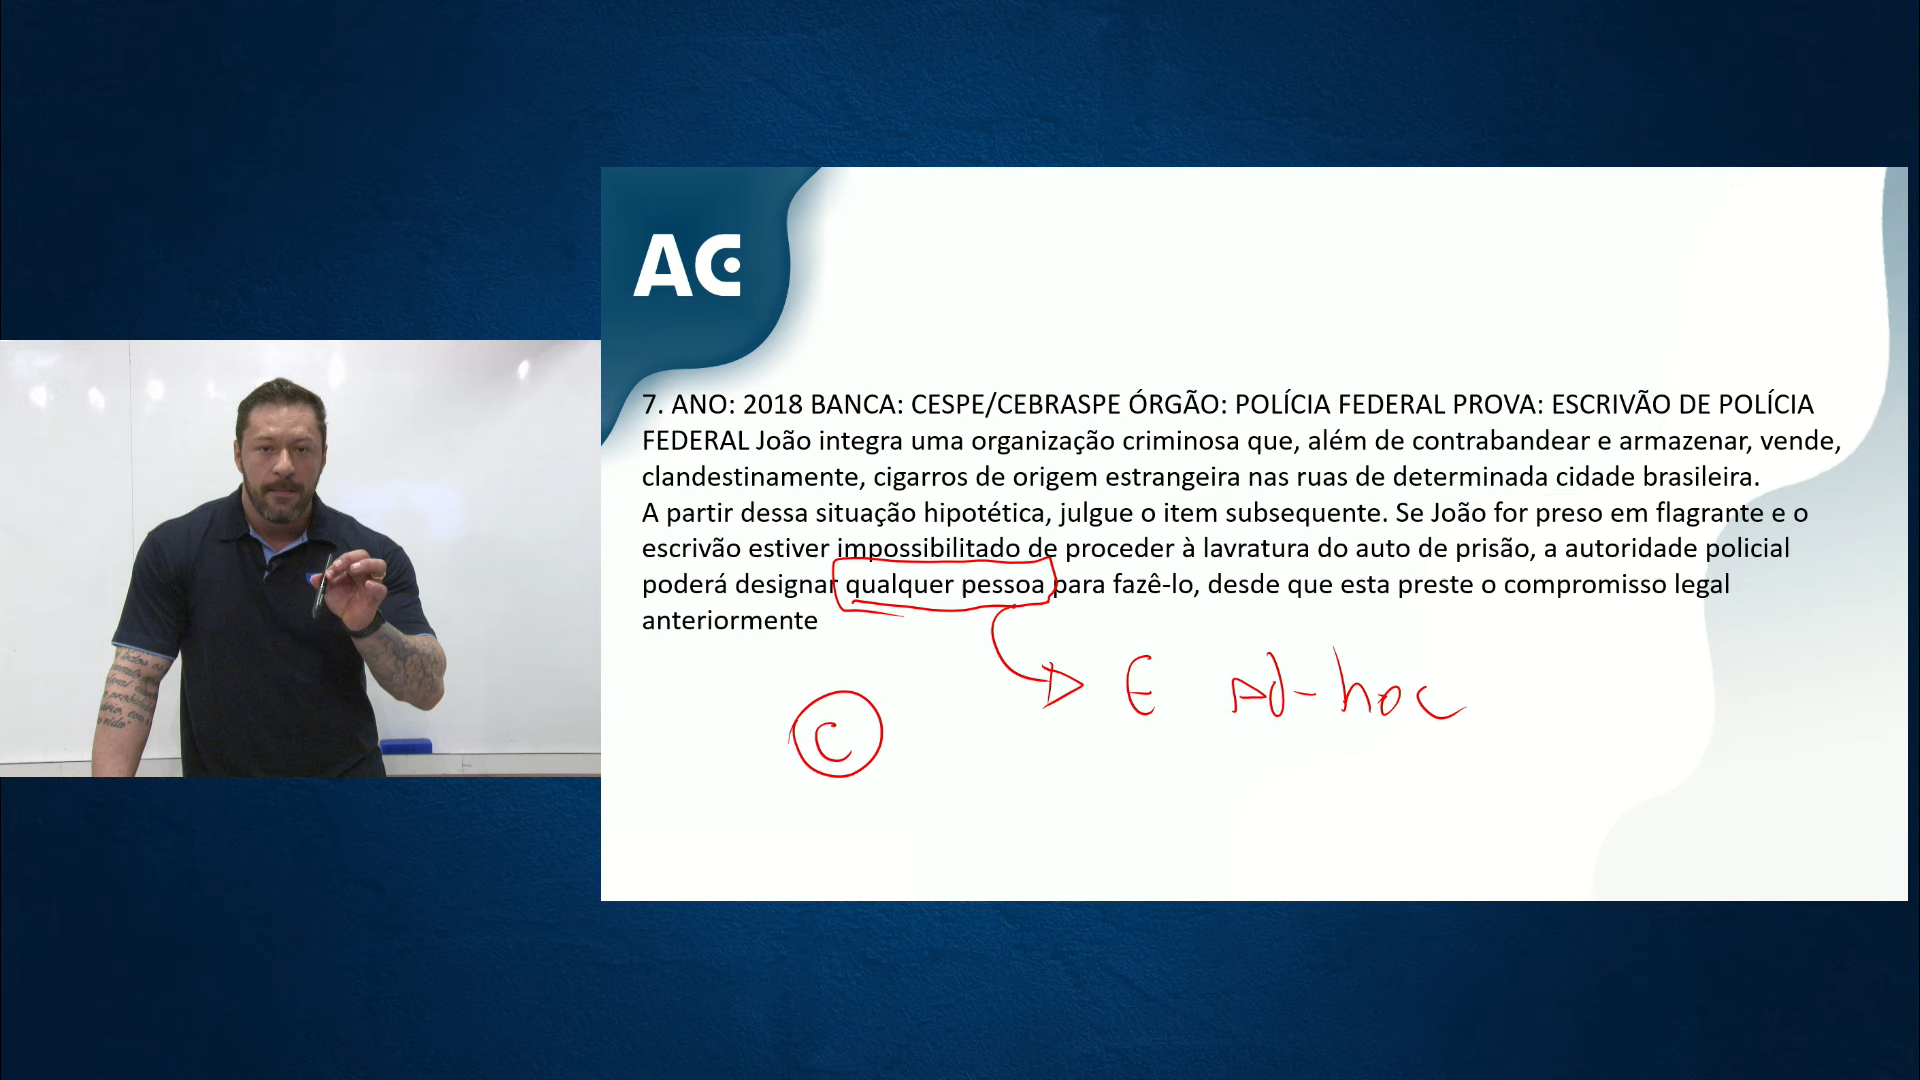 AC
7. ANO: 2018 BANCA: CESPE/CEBRASPE ÓRGÃO: POLÍCIA FEDERAL PROVA: ESCRIVÃO DE POLÍCIA
FEDERAL João integra uma organização criminosa que, além de contrabandear e armazenar, vende,
clandestinamente, cigarros de origem estrangeira nas ruas de determinada cidade brasileira.
A partir dessa situação hipotética, julgue o item subsequente. Se João for preso em flagrante e o
escrivão estiver impossibilitado de proceder à lavratura do auto de prisão, a autoridade policial
poderá designar qualquer pessoa para fazê-lo, desde que esta preste o compromisso legal
anteriormente
E Ad-hoc
C